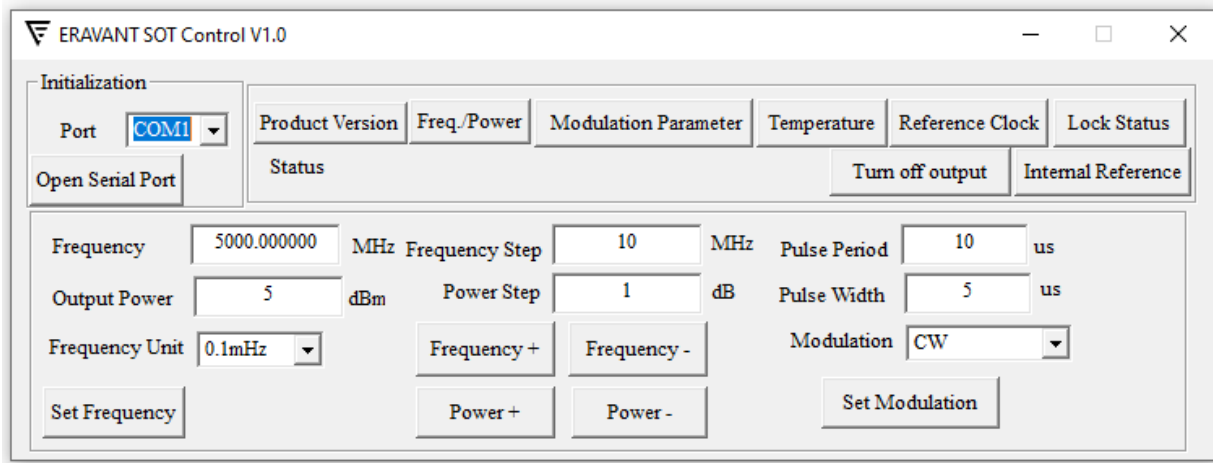 ERAVANT SOT Control V1.0
Initialization
Port COM1
Open Serial Port
Product Version Freq./Power Modulation Parameter Temperature Reference Clock Lock Status
Status Turn off output Internal Reference
Frequency 5000.000000 MHz Frequency Step 10 MHz Pulse Period 10 us
Output Power 5 dBm Power Step 1 dB Pulse Width 5 us
Frequency Unit 0.1mHz Frequency + Frequency - Modulation CW
Set Frequency Power + Power - Set Modulation